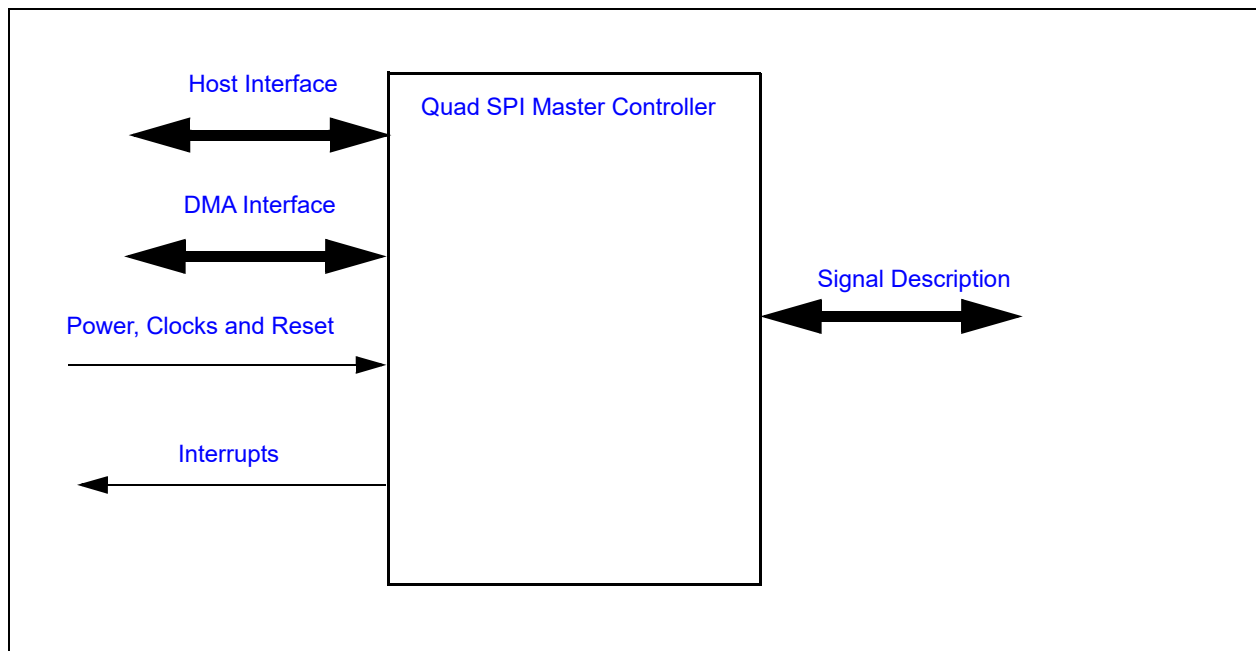 Host Interface
Quad SPI Master Controller
DMA Interface
Signal Description
Power, Clocks and Reset
Interrupts